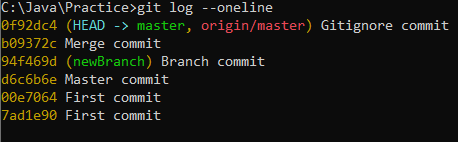 C:\Java\Practice>git log --oneline
0f92dc4 (HEAD -> master, origin/master) Gitignore commit
b09372c Merge commit
94f469d (newBranch) Branch commit
d6c6b6e Master commit
00e7064 First commit
7ad1e90 First commit